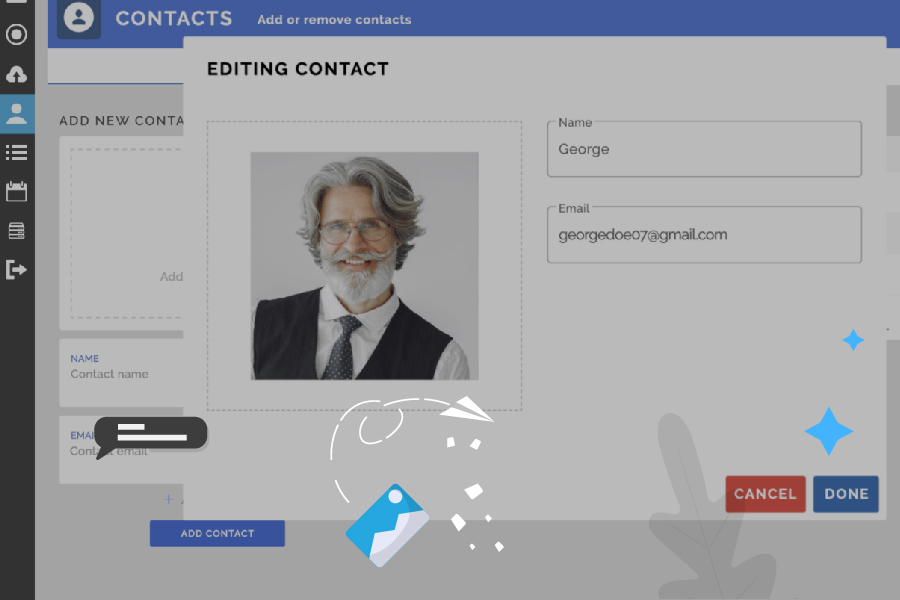 CONTACTS
Add or remove contacts
EDITING CONTACT
ADD NEW CONTA
Name
George
Email
georgedoe07@gmail.com
Add
NAME
Contact name
EMAI
email
CANCEL
DONE
ADD CONTACT